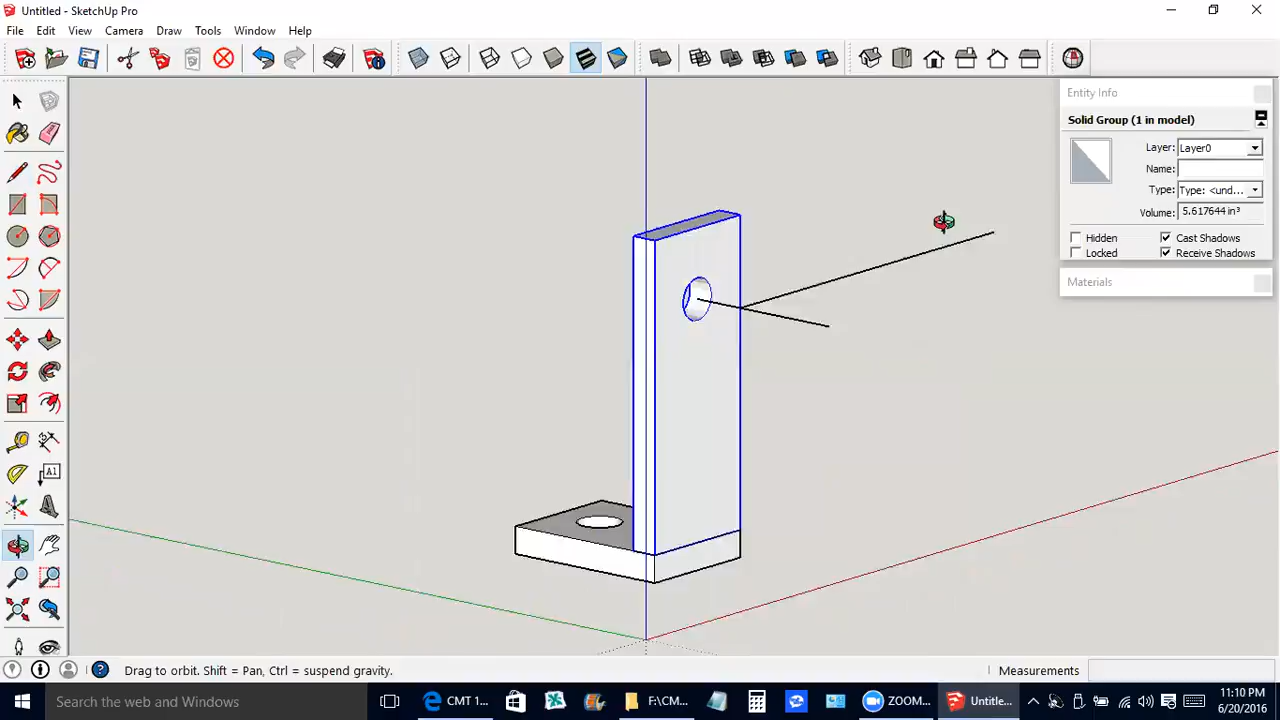 Untitled - SketchUp Pro
File Edit View Camera Draw Tools Window Help
Entity Info
Solid Group (1 in model)
Layer: Layer0
Name:
Type: Type: <und...
Volume: 5.617644 in³
Hidden Cast Shadows
Locked Receive Shadows
Materials
A1
A
Drag to orbit. Shift = Pan, Ctrl = suspend gravity.
Measurements
Search the web and Windows
CMT 1...
F:\CM...
ZOOM...
Untitle...
11:10 PM
6/20/2016